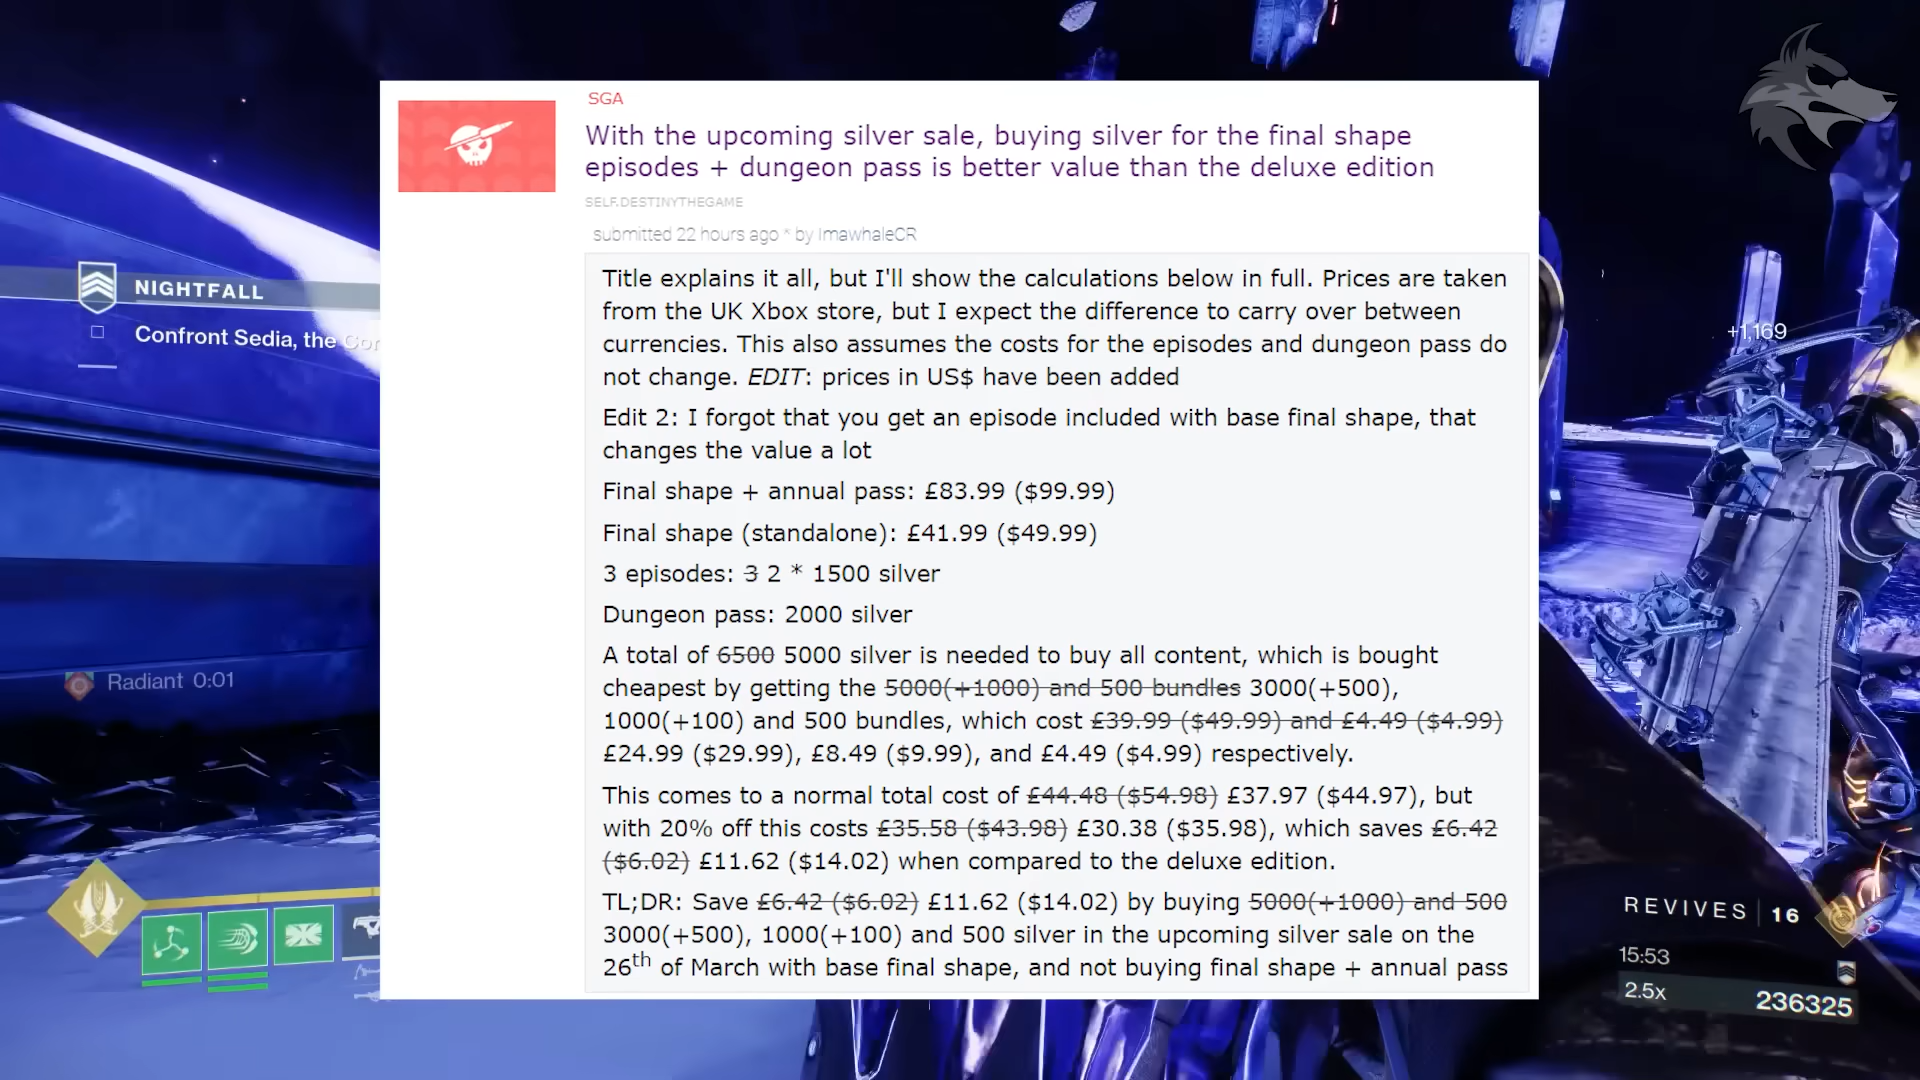 SGA
With the upcoming silver sale, buying silver for the final shape
episodes + dungeon pass is better value than the deluxe edition
SELF.DESTINYTHEGAME
submitted 22 hours ago * by ImawhaleCR
Title explains it all, but I'll show the calculations below in full. Prices are taken
from the UK Xbox store, but I expect the difference to carry over between
currencies. This also assumes the costs for the episodes and dungeon pass do
not change. EDIT: prices in US$ have been added
Edit 2: I forgot that you get an episode included with base final shape, that
changes the value a lot
Final shape + annual pass: £83.99 ($99.99)
Final shape (standalone): £41.99 ($49.99)
3 episodes: 3 2 * 1500 silver
Dungeon pass: 2000 silver
A total of 6500 5000 silver is needed to buy all content, which is bought
cheapest by getting the 5000(+1000) and 500 bundles 3000(+500),
1000(+100) and 500 bundles, which cost £39.99 ($49.99) and £4.49 ($4.99)
£24.99 ($29.99), £8.49 ($9.99), and £4.49 ($4.99) respectively.
This comes to a normal total cost of £44.48 ($54.98) £37.97 ($44.97), but
with 20% off this costs £35.58 ($43.98) £30.38 ($35.98), which saves £6.42
($6.02) £11.62 ($14.02) when compared to the deluxe edition.
TL;DR: Save £6.42 ($6.02) £11.62 ($14.02) by buying 5000(+1000) and 500
3000(+500), 1000(+100) and 500 silver in the upcoming silver sale on the
26th of March with base final shape, and not buying final shape + annual pass
NIGHTFALL
Confront Sedia, the
Radiant 0:01
+1,169
REVIVES 16
15:53
2.5x 236325